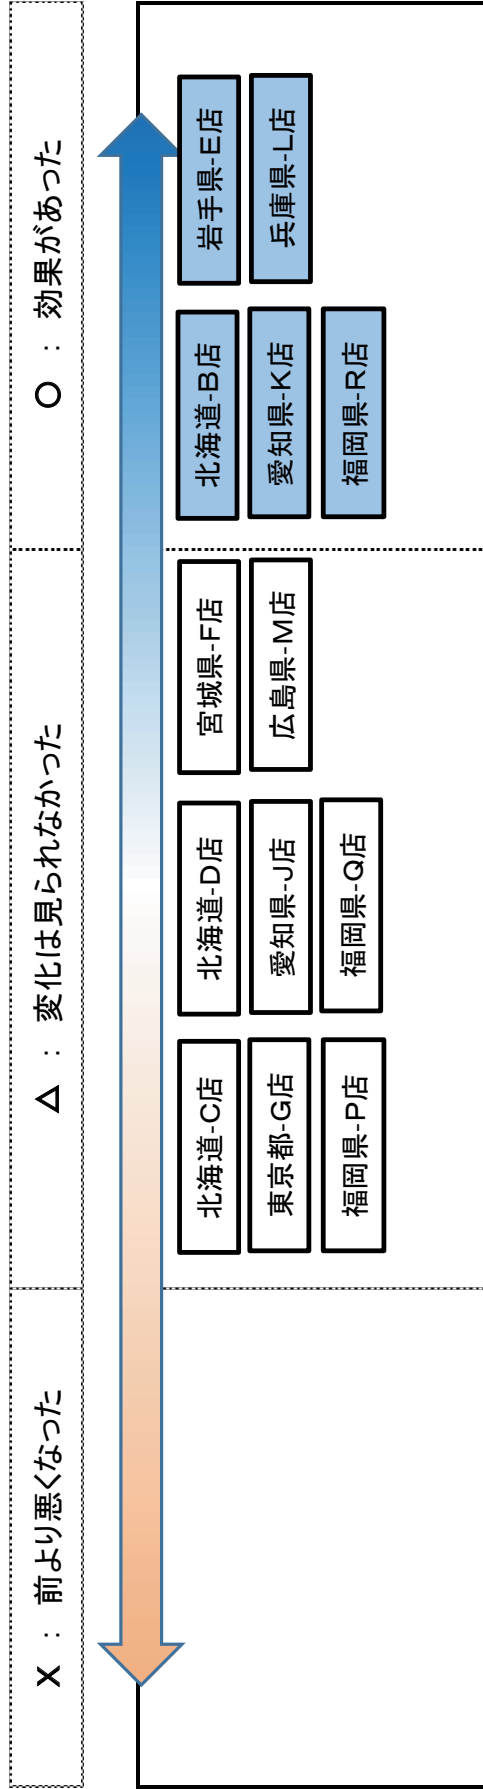 X : 前より悪くなった
△ : 変化は見られなかった
○ : 効果があった
北海道-C店
北海道-D店
宮城県-F店
北海道-B店
岩手県-E店
東京都-G店
愛知県-J店
広島県-M店
愛知県-K店
兵庫県-L店
福岡県-P店
福岡県-Q店
福岡県-R店